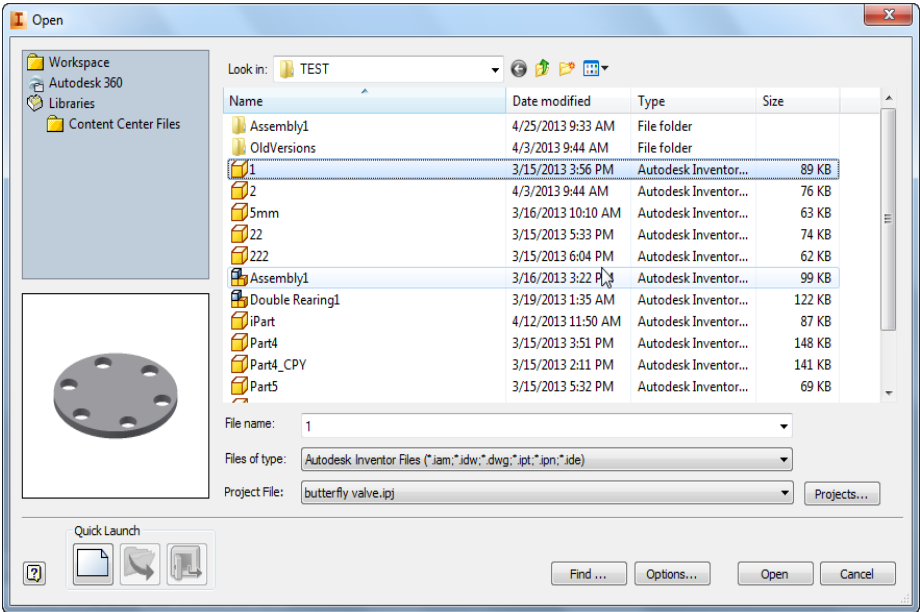 Open
Workspace
Autodesk 360
Libraries
Content Center Files
Look in: TEST
Name Date modified Type Size
Assembly1 4/25/2013 9:33 AM File folder
OldVersions 4/3/2013 9:44 AM File folder
1 3/15/2013 3:56 PM Autodesk Inventor... 89 KB
2 4/3/2013 9:44 AM Autodesk Inventor... 76 KB
5mm 3/16/2013 10:10 AM Autodesk Inventor... 63 KB
22 3/15/2013 5:33 PM Autodesk Inventor... 74 KB
222 3/15/2013 6:04 PM Autodesk Inventor... 62 KB
Assembly1 3/16/2013 3:22 PM Autodesk Inventor... 99 KB
Double Rearing1 3/19/2013 1:35 AM Autodesk Inventor... 122 KB
iPart 4/12/2013 11:50 AM Autodesk Inventor... 87 KB
Part4 3/15/2013 3:51 PM Autodesk Inventor... 148 KB
Part4_CPY 3/15/2013 2:11 PM Autodesk Inventor... 141 KB
Part5 3/15/2013 5:32 PM Autodesk Inventor... 69 KB
File name: 1
Files of type: Autodesk Inventor Files (*.iam;*.idw;*.dwg;*.ipt;*.ipn;*.ide)
Project File: butterfly valve.ipj Projects...
Quick Launch
Find ... Options... Open Cancel